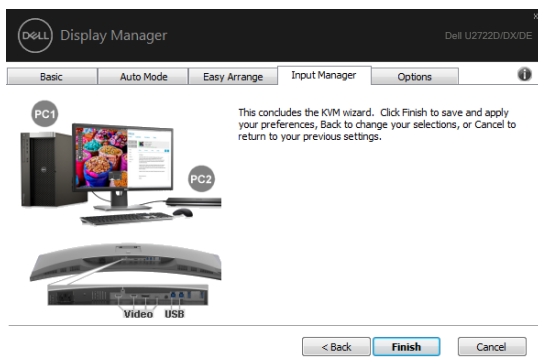 x
DELL Display Manager
Dell U2722D/DX/DE
Basic Auto Mode Easy Arrange Input Manager Options
i
PC1
This concludes the KVM wizard. Click Finish to save and apply
your preferences, Back to change your selections, or Cancel to
return to your previous settings.
PC2
Video USB
< Back Finish Cancel